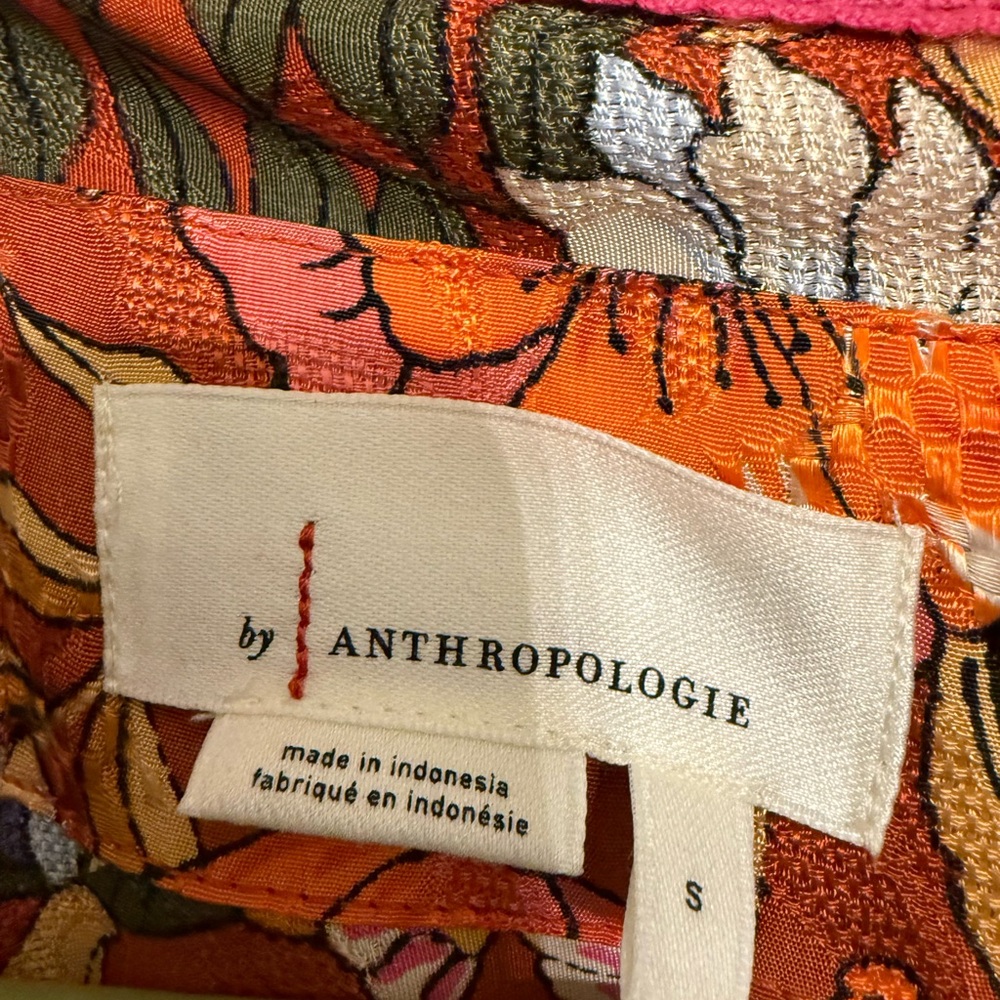 by ANTHROPOLOGIE
made in indonesia
fabriqué en indonésie
S